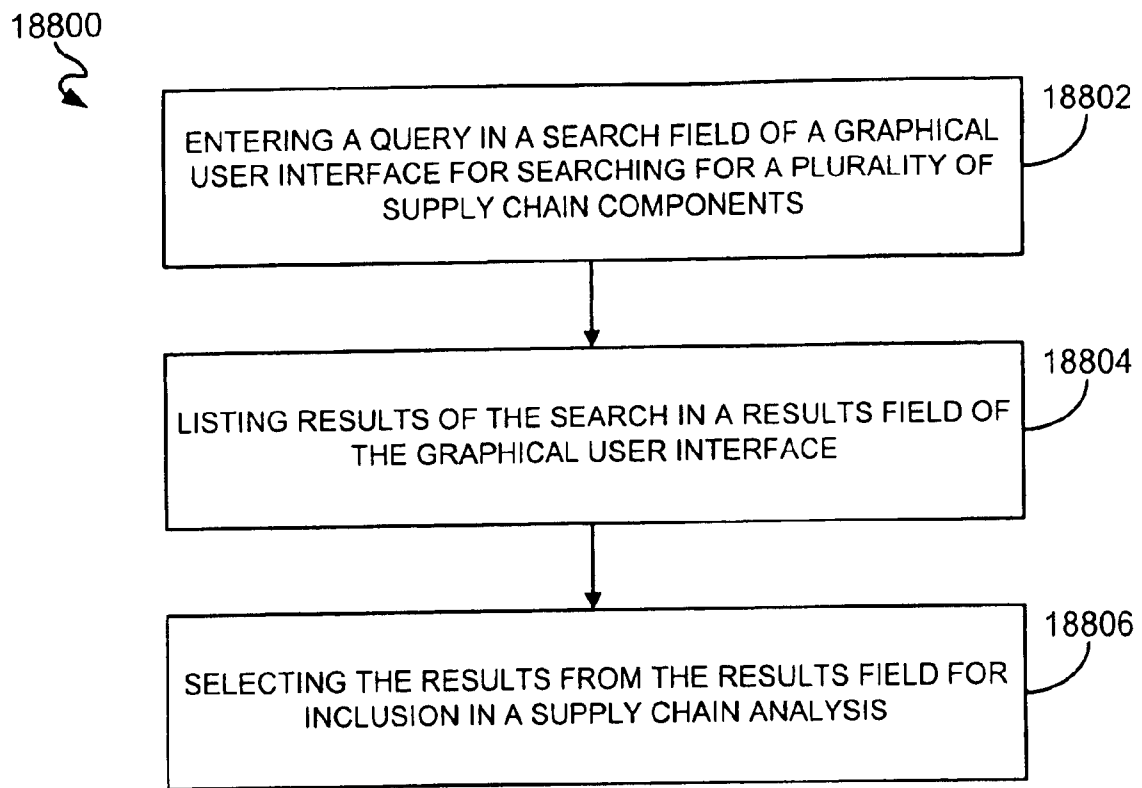 18800
18802
ENTERING A QUERY IN A SEARCH FIELD OF A GRAPHICAL
USER INTERFACE FOR SEARCHING FOR A PLURALITY OF
SUPPLY CHAIN COMPONENTS
18804
LISTING RESULTS OF THE SEARCH IN A RESULTS FIELD OF
THE GRAPHICAL USER INTERFACE
18806
SELECTING THE RESULTS FROM THE RESULTS FIELD FOR
INCLUSION IN A SUPPLY CHAIN ANALYSIS